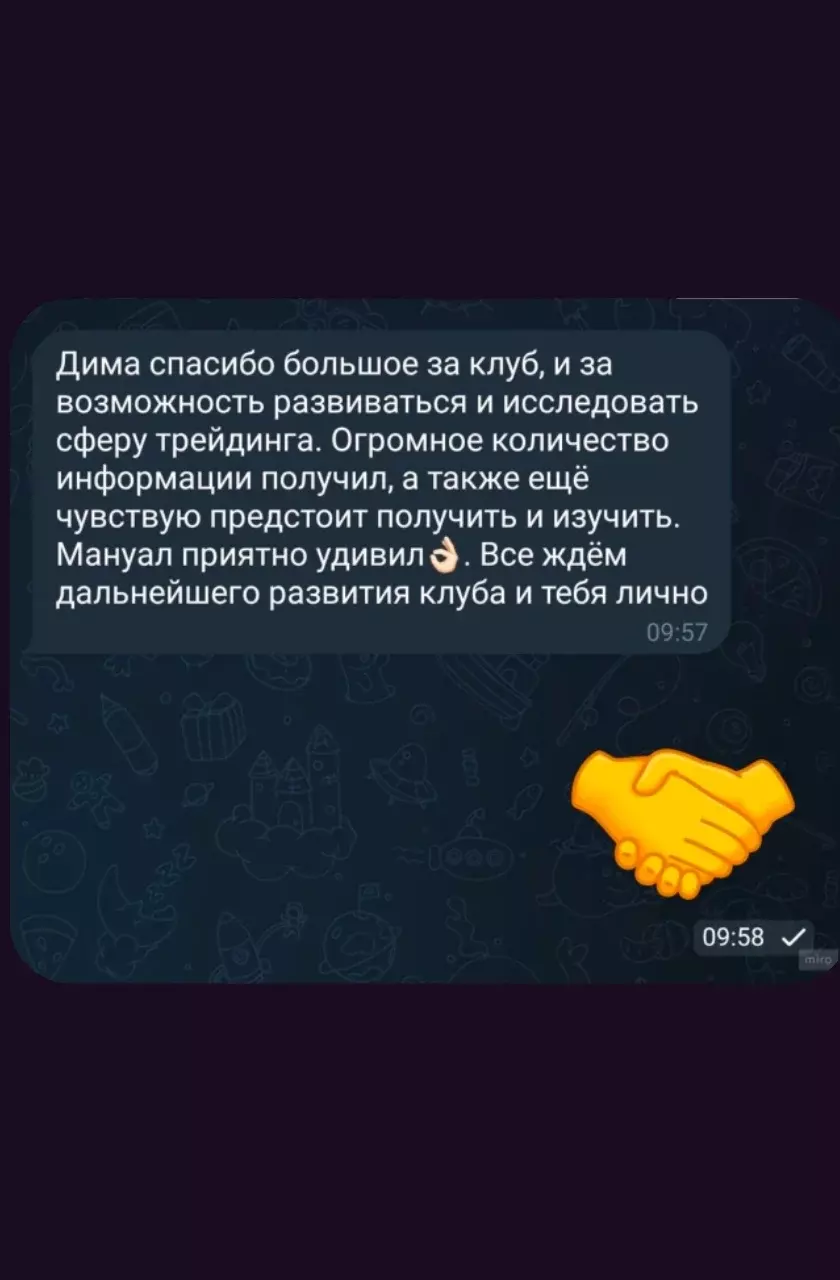 Дима спасибо большое за клуб, и за
возможность развиваться и исследовать
сферу трейдинга. Огромное количество
информации получил, а также ещё
чувствую предстоит получить и изучить.
Мануал приятно удивил👌🏻. Все ждём
дальнейшего развития клуба и тебя лично
09:57
09:58
miro